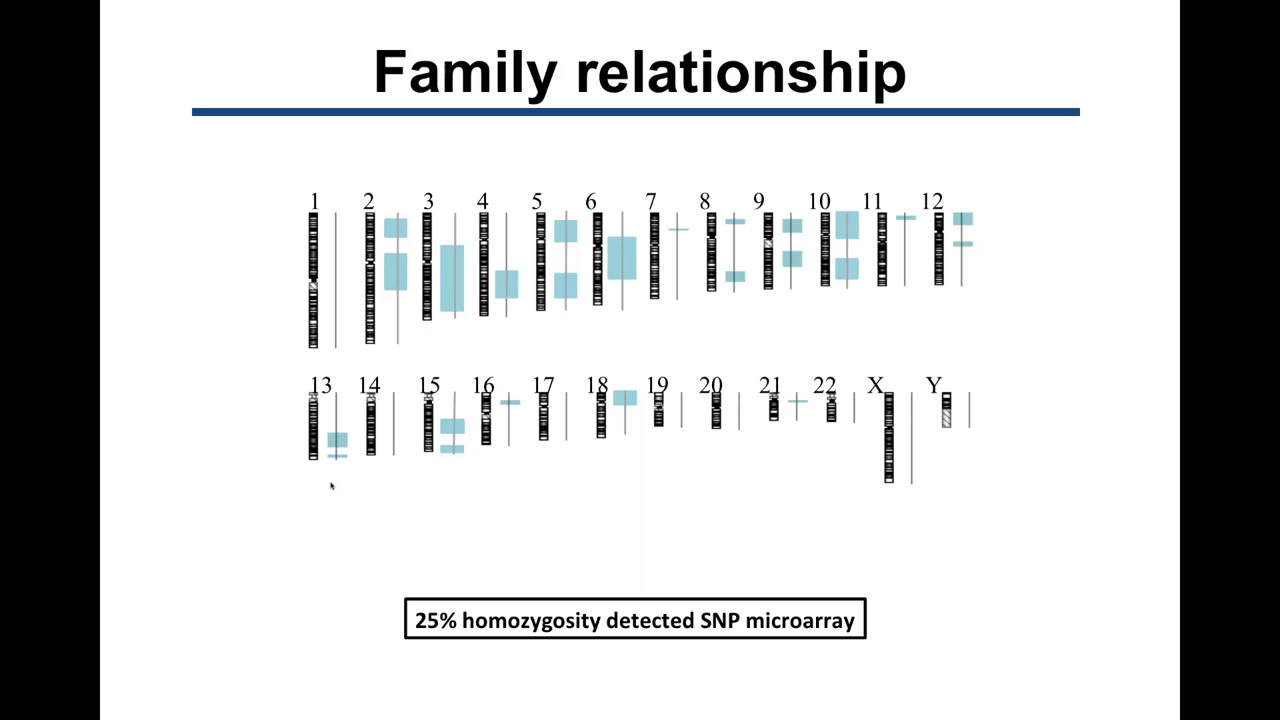 Family relationship
1 2 3 4 5 6 7 8 9 10 11 12
13 14 15 16 17 18 19 20 21 22 X Y
25% homozygosity detected SNP microarray